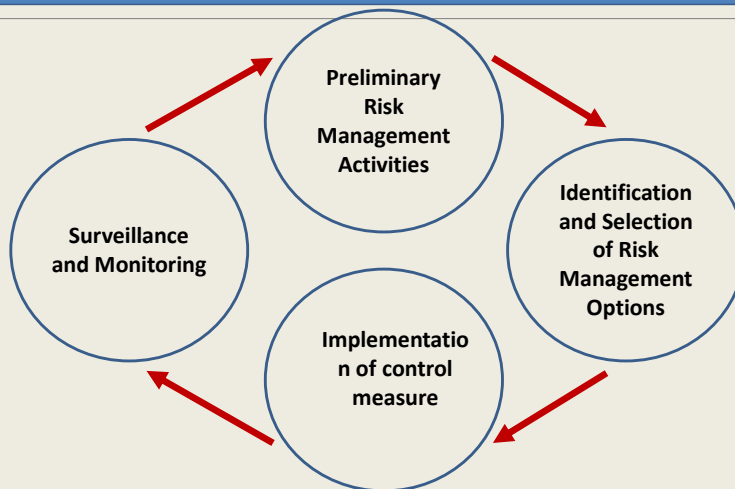 Preliminary
Risk
Management
Activities
Identification
and Selection
of Risk
Management
Options
Implementatio
n of control
measure
Surveillance
and Monitoring